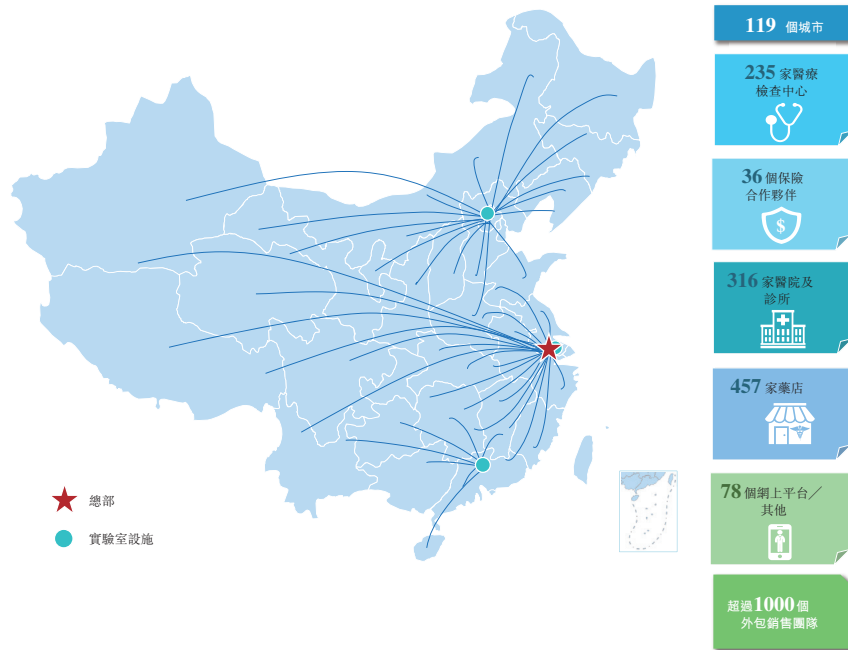 119 個城市
235 家醫療
檢查中心
36 個保險
合作夥伴
$
316 家醫院及
診所
457 家藥店
78 個網上平台／
其他
超過1000個
外包銷售團隊
總部
實驗室設施